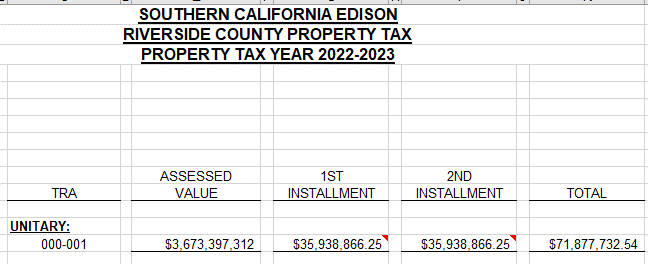 SOUTHERN CALIFORNIA EDISON
RIVERSIDE COUNTY PROPERTY TAX
PROPERTY TAX YEAR 2022-2023
ASSESSED 1ST 2ND
TRA VALUE INSTALLMENT INSTALLMENT TOTAL
UNITARY:
000-001 $3,673,397,312 $35,938,866.25 $35,938,866.25 $71,877,732.54